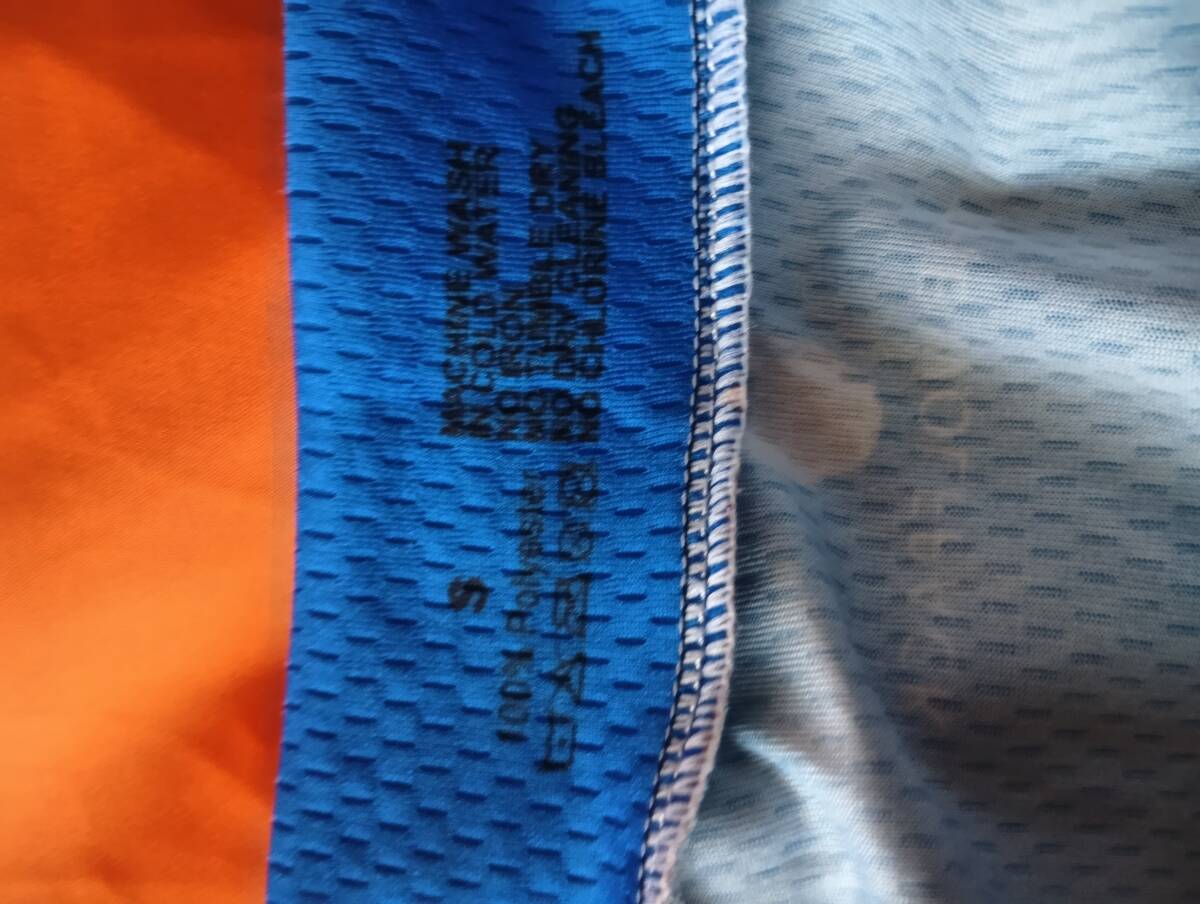 S
100% Polyester
MACHINE WASH
IN COLD WATER
NO IRON
NO TUMBLE DRY
NO DRY CLEANING
NO CHLORINE BLEACH